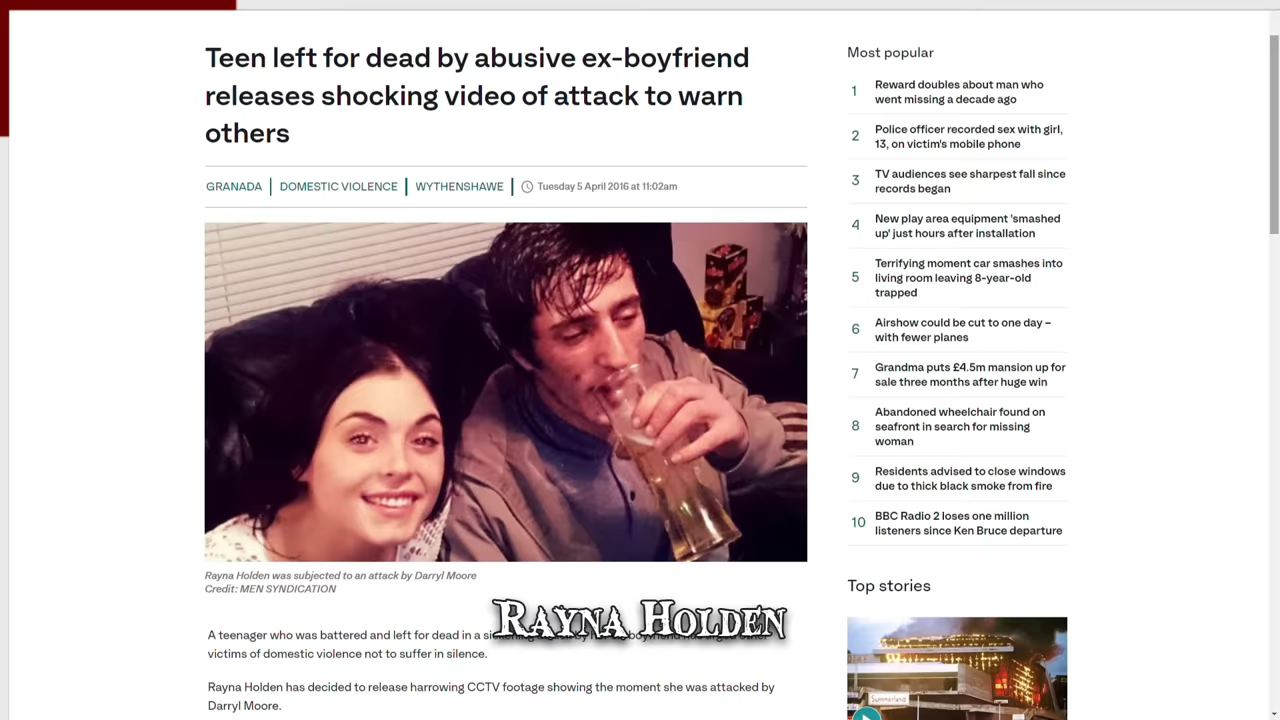 Teen left for dead by abusive ex-boyfriend
releases shocking video of attack to warn
others
GRANADA
DOMESTIC VIOLENCE
WYTHENSHAWE
Tuesday 5 April 2016 at 11:02am
Rayna Holden was subjected to an attack by Darryl Moore
Credit: MEN SYNDICATION
RAYNA HOLDEN
A teenager who was battered and left for dead in a
victims of domestic violence not to suffer in silence.
Rayna Holden has decided to release harrowing CCTV footage showing the moment she was attacked by
Darryl Moore.
Most popular
1
Reward doubles about man who
went missing a decade ago
2
Police officer recorded sex with girl,
13, on victim's mobile phone
3
TV audiences see sharpest fall since
records began
4
New play area equipment 'smashed
up' just hours after installation
5
Terrifying moment car smashes into
living room leaving 8-year-old
trapped
6
Airshow could be cut to one day –
with fewer planes
7
Grandma puts £4.5m mansion up for
sale three months after huge win
8
Abandoned wheelchair found on
seafront in search for missing
woman
9
Residents advised to close windows
due to thick black smoke from fire
10
BBC Radio 2 loses one million
listeners since Ken Bruce departure
Top stories
Summerland